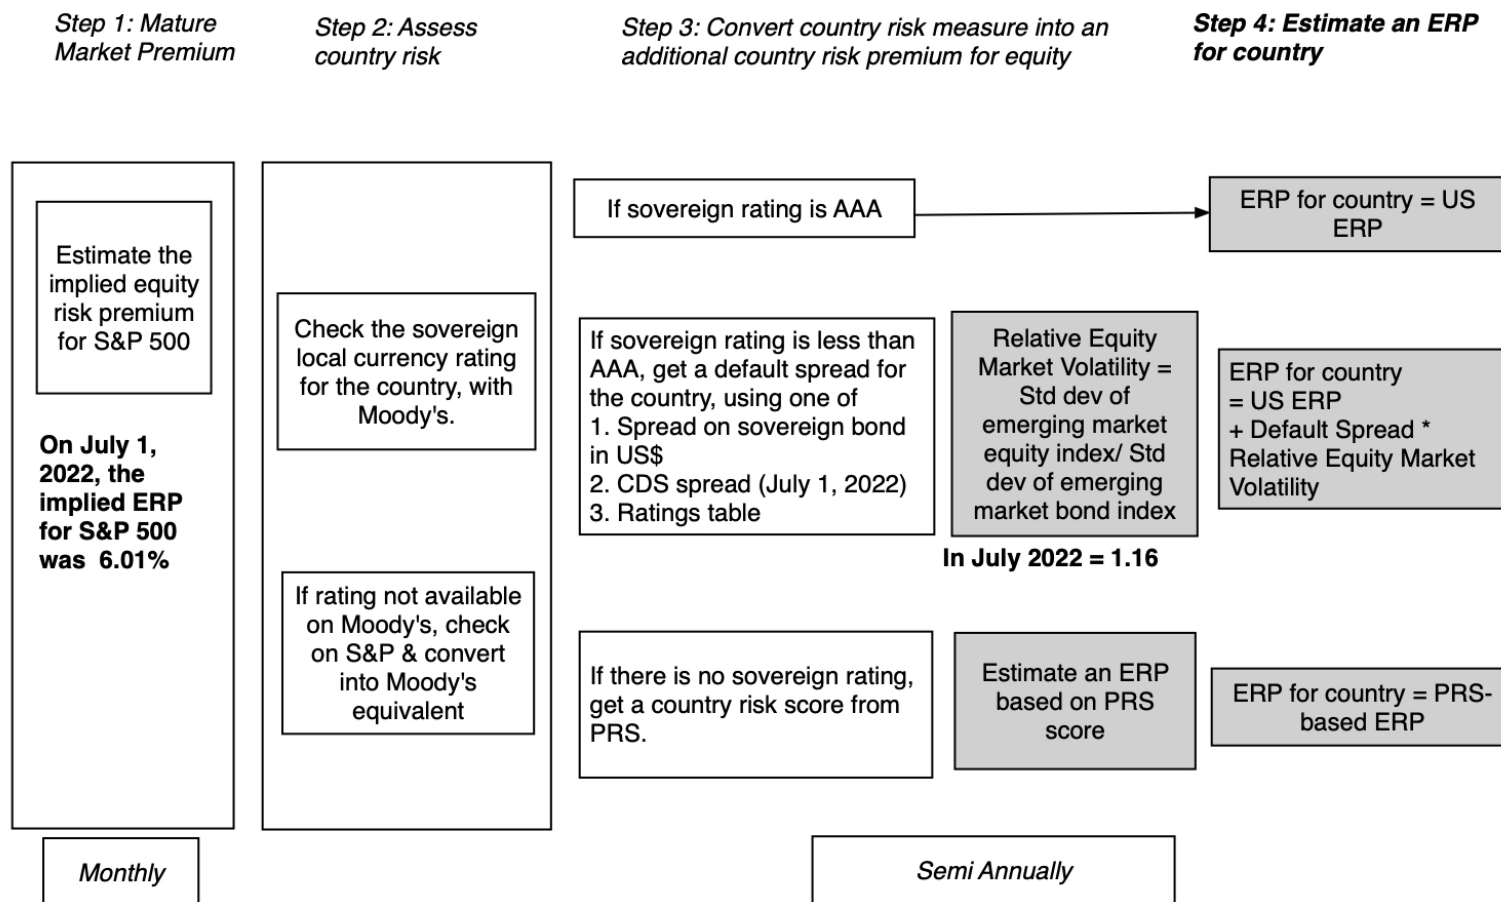 Step 1: Mature
Market Premium
Step 2: Assess
country risk
Step 3: Convert country risk measure into an
additional country risk premium for equity
Step 4: Estimate an ERP
for country
Estimate the
implied equity
risk premium
for S&P 500
On July 1,
2022, the
implied ERP
for S&P 500
was 6.01%
Check the sovereign
local currency rating
for the country, with
Moody's.
If rating not available
on Moody's, check
on S&P & convert
into Moody's
equivalent
If sovereign rating is AAA
ERP for country = US
ERP
If sovereign rating is less than
AAA, get a default spread for
the country, using one of
1. Spread on sovereign bond
in US$
2. CDS spread (July 1, 2022)
3. Ratings table
Relative Equity
Market Volatility =
Std dev of
emerging market
equity index/ Std
dev of emerging
market bond index
In July 2022 = 1.16
ERP for country
= US ERP
+ Default Spread *
Relative Equity Market
Volatility
If there is no sovereign rating,
get a country risk score from
PRS.
Estimate an ERP
based on PRS
score
ERP for country = PRS-
based ERP
Monthly
Semi Annually